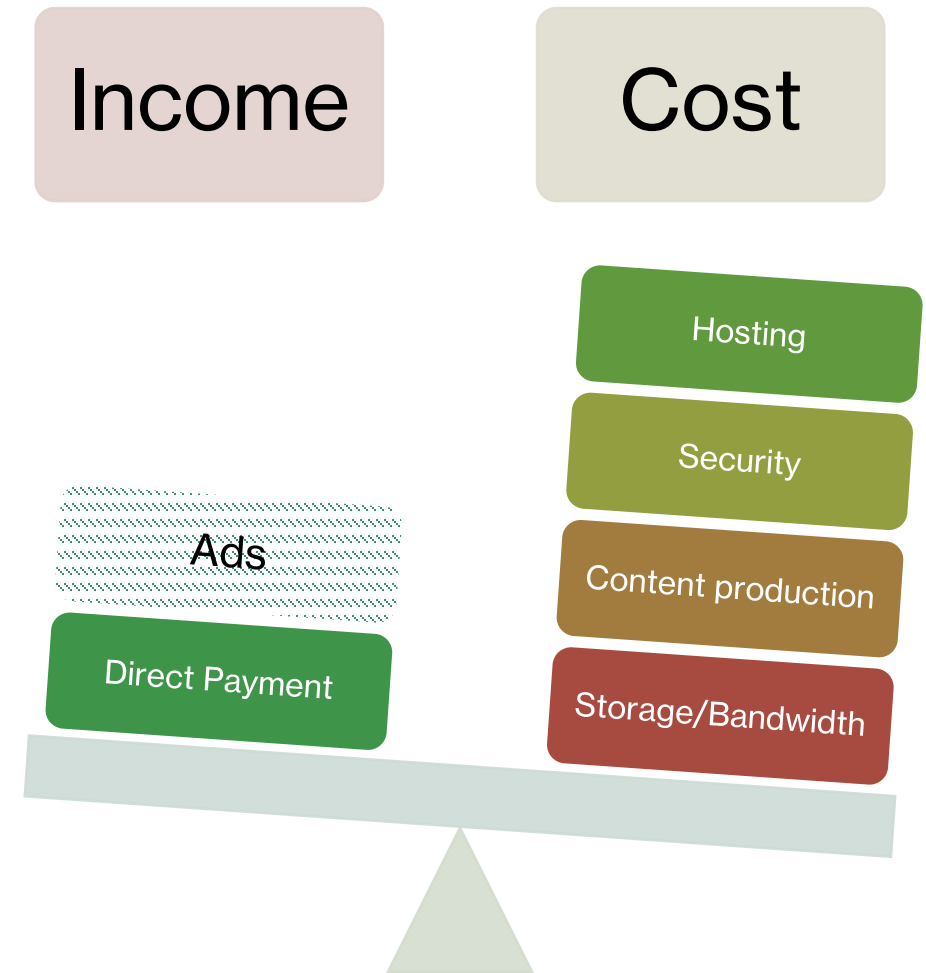 Income
Cost
Hosting
Security
Ads
Content production
Direct Payment
Storage/Bandwidth